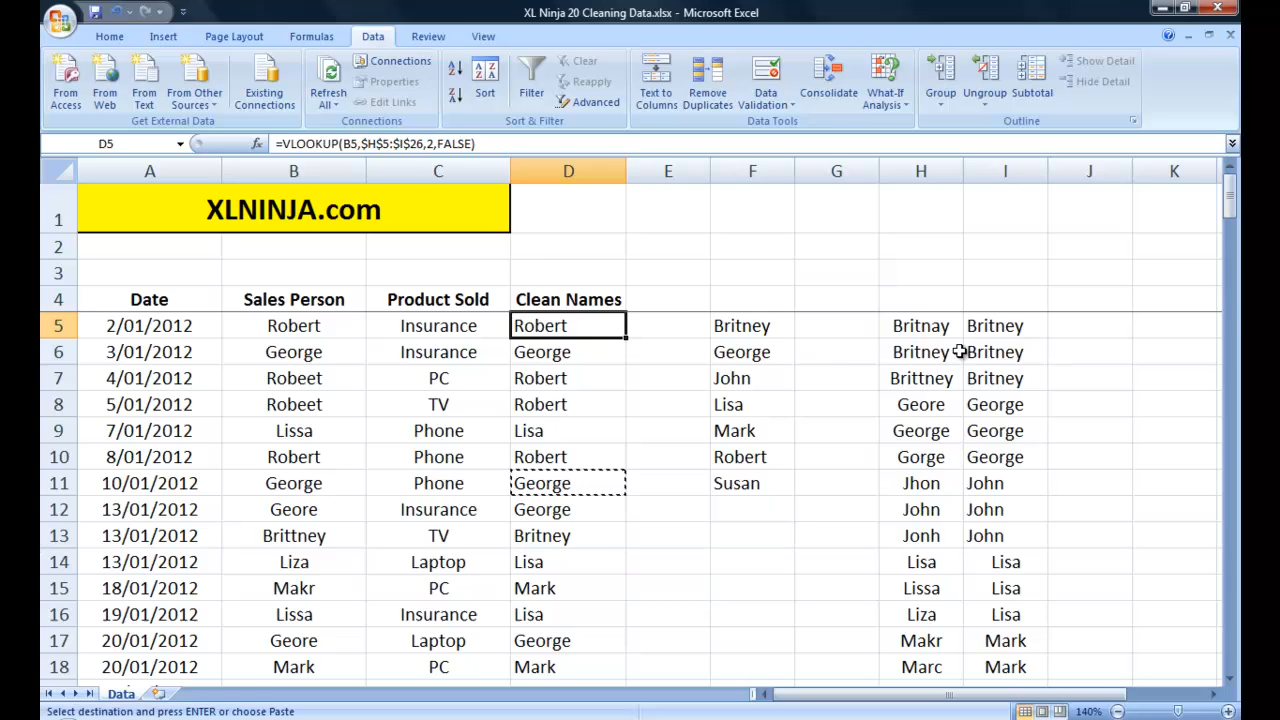 XL Ninja 20 Cleaning Data.xlsx - Microsoft Excel
Home Insert Page Layout Formulas Data Review View
From Access From Web From Text From Other Sources Existing Connections Refresh All Connections Properties Edit Links Sort Filter Clear Reapply Advanced Text to Columns Remove Duplicates Data Validation Consolidate What-If Analysis Group Ungroup Subtotal Show Detail Hide Detail
Get External Data Connections Sort & Filter Data Tools Outline
D5 fx =VLOOKUP(B5,$H$5:$I$26,2,FALSE)
A B C D E F G H I J K
1 XLNINJA.com
2
3
4 Date Sales Person Product Sold Clean Names
5 2/01/2012 Robert Insurance Robert Britney Britnay Britney
6 3/01/2012 George Insurance George George Britney Britney
7 4/01/2012 Robeet PC Robert John Brittney Britney
8 5/01/2012 Robeet TV Robert Lisa Geore George
9 7/01/2012 Lissa Phone Lisa Mark George George
10 8/01/2012 Robert Phone Robert Robert Gorge George
11 10/01/2012 George Phone George Susan Jhon John
12 13/01/2012 Geore Insurance George John John
13 13/01/2012 Brittney TV Britney Jonh John
14 13/01/2012 Liza Laptop Lisa Lisa Lisa
15 18/01/2012 Makr PC Mark Lissa Lisa
16 19/01/2012 Lissa Insurance Lisa Liza Lisa
17 20/01/2012 Geore Laptop George Makr Mark
18 20/01/2012 Mark PC Mark Marc Mark
Data
Select destination and press ENTER or choose Paste 140%